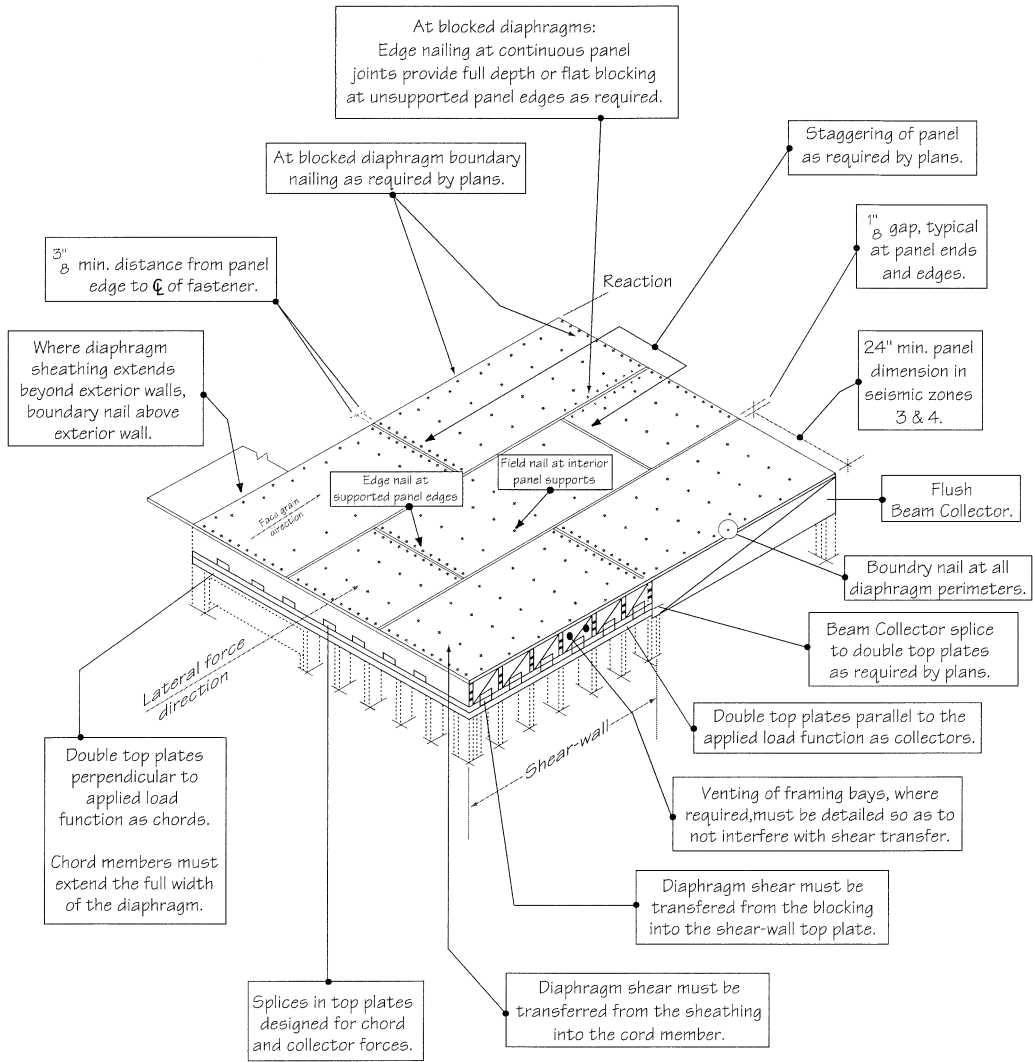 At blocked diaphragms:
Edge nailing at continuous panel
joints provide full depth or flat blocking
at unsupported panel edges as required.
At blocked diaphragm boundary
nailing as required by plans.
Staggering of panel
as required by plans.
3"
8 min. distance from panel
edge to ℄ of fastener.
1"
8 gap, typical
at panel ends
and edges.
Reaction
Where diaphragm
sheathing extends
beyond exterior walls,
boundary nail above
exterior wall.
24" min. panel
dimension in
seismic zones
3 & 4.
Edge nail at
supported panel edges
Field nail at interior
panel supports
Face grain
direction
Flush
Beam Collector.
Boundry nail at all
diaphragm perimeters.
Beam Collector splice
to double top plates
as required by plans.
Lateral force
direction
Shear-wall
Double top plates parallel to the
applied load function as collectors.
Double top plates
perpendicular to
applied load
function as chords.
Chord members must
extend the full width
of the diaphragm.
Venting of framing bays, where
required,must be detailed so as to
not interfere with shear transfer.
Diaphragm shear must be
transfered from the blocking
into the shear-wall top plate.
Splices in top plates
designed for chord
and collector forces.
Diaphragm shear must be
transferred from the sheathing
into the cord member.